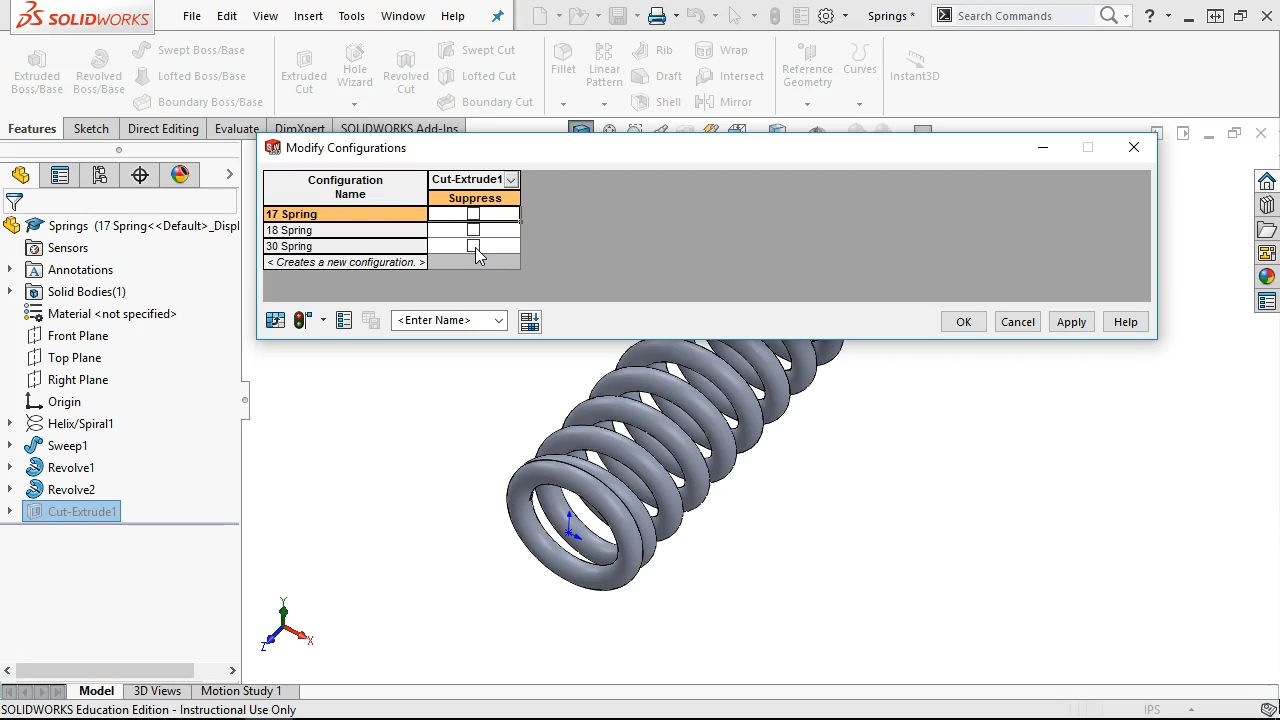 SOLIDWORKS
File Edit View Insert Tools Window Help
Springs *
Search Commands
Extruded Boss/Base
Revolved Boss/Base
Swept Boss/Base
Lofted Boss/Base
Boundary Boss/Base
Extruded Cut
Hole Wizard
Revolved Cut
Swept Cut
Lofted Cut
Boundary Cut
Fillet
Linear Pattern
Rib
Draft
Shell
Wrap
Intersect
Mirror
Reference Geometry
Curves
Instant3D
Features Sketch Direct Editing Evaluate DimXpert SOLIDWORKS Add-Ins
Modify Configurations
Configuration Name
Cut-Extrude1
Suppress
17 Spring
18 Spring
30 Spring
< Creates a new configuration. >
<Enter Name>
OK Cancel Apply Help
Springs (17 Spring<<Default>_Displ
Sensors
Annotations
Solid Bodies(1)
Material <not specified>
Front Plane
Top Plane
Right Plane
Origin
Helix/Spiral1
Sweep1
Revolve1
Revolve2
Cut-Extrude1
Y
X
Z
Model 3D Views Motion Study 1
SOLIDWORKS Education Edition - Instructional Use Only
IPS